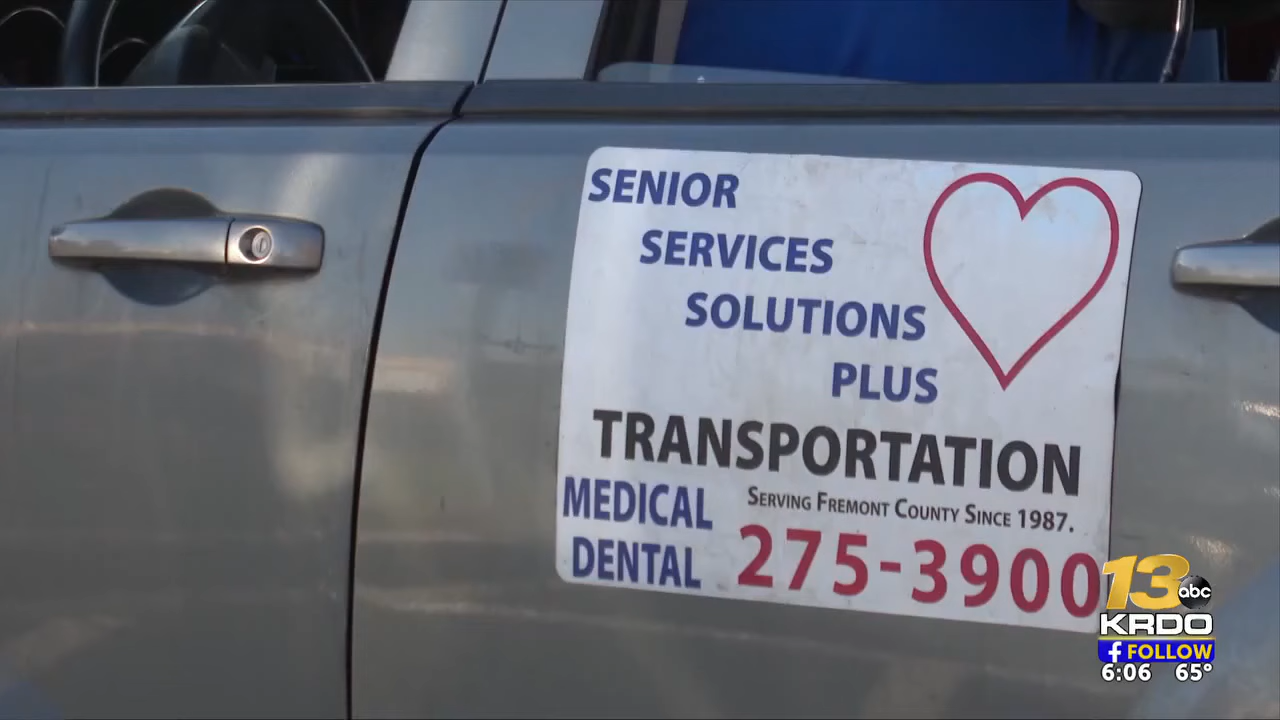 SENIOR
SERVICES
SOLUTIONS
PLUS
TRANSPORTATION
SERVING FREMONT COUNTY SINCE 1987.
MEDICAL
DENTAL
275-3900
13 abc
KRDO
f FOLLOW
6:06 65°